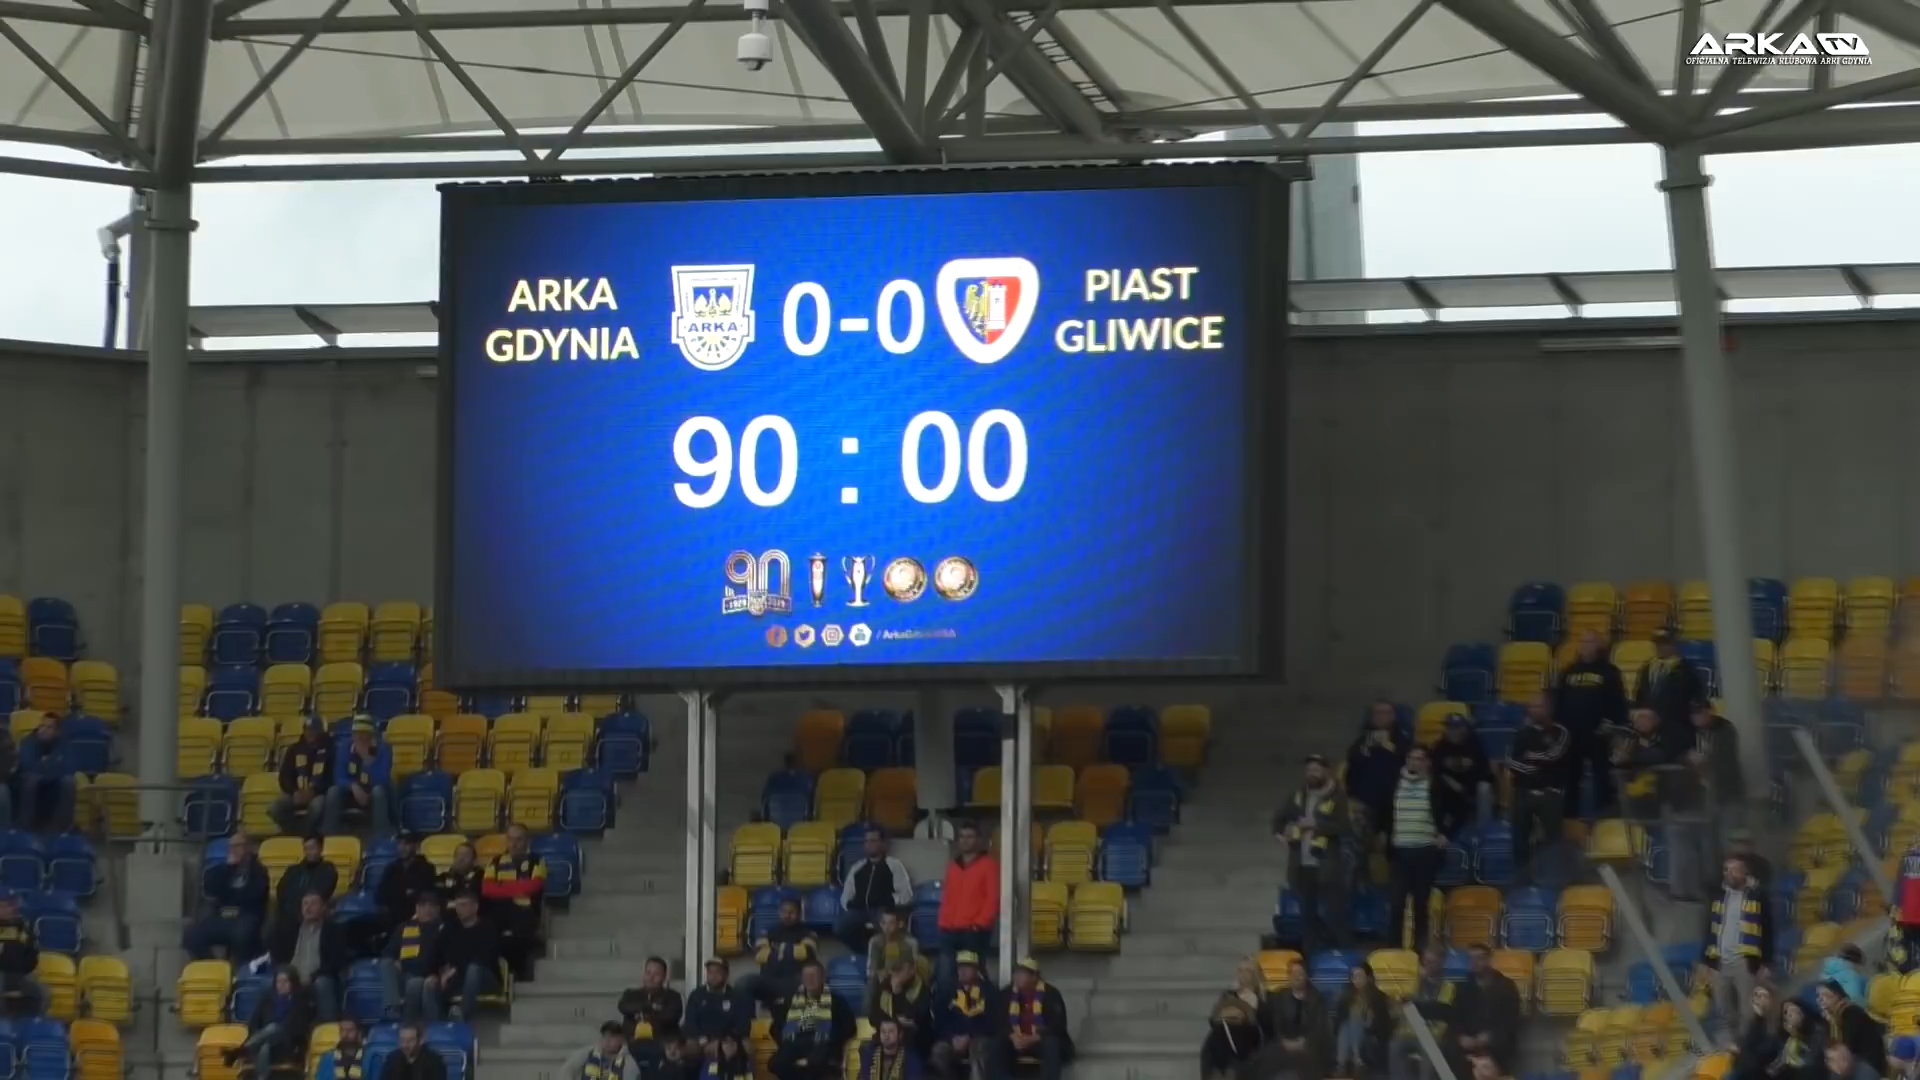 ARKA TV
OFICJALNA TELEWIZJA KLUBOWA ARKI GDYNIA
ARKA
GDYNIA
ARKA
0-0
PIAST
GLIWICE
90 : 00
90